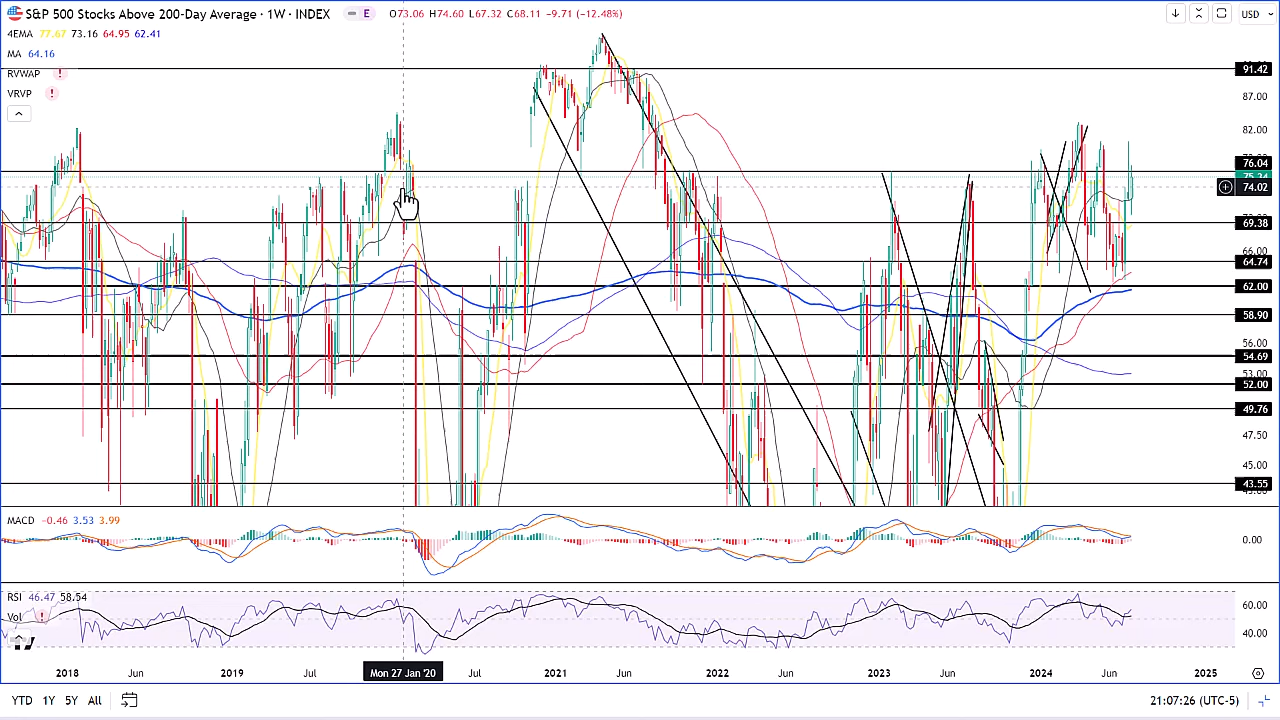 S&P 500 Stocks Above 200-Day Average · 1W · INDEX E O73.06 H74.60 L67.32 C68.11 -9.71 (-12.48%) USD
4EMA 77.67 73.16 64.95 62.41
MA 64.16
RVWAP !
VRVP !
91.42
87.00
82.00
76.04
74.02
69.38
66.00
64.74
62.00
58.90
56.00
54.69
53.00
52.00
49.76
47.50
45.00
43.55
MACD -0.46 3.53 3.99
0.00
RSI 46.47 58.54
60.00
Vol !
40.00
2018 Jun 2019 Jul Mon 27 Jan '20 Jul 2021 Jun 2022 Jun 2023 Jun 2024 Jun 2025
YTD 1Y 5Y All 21:07:26 (UTC-5)